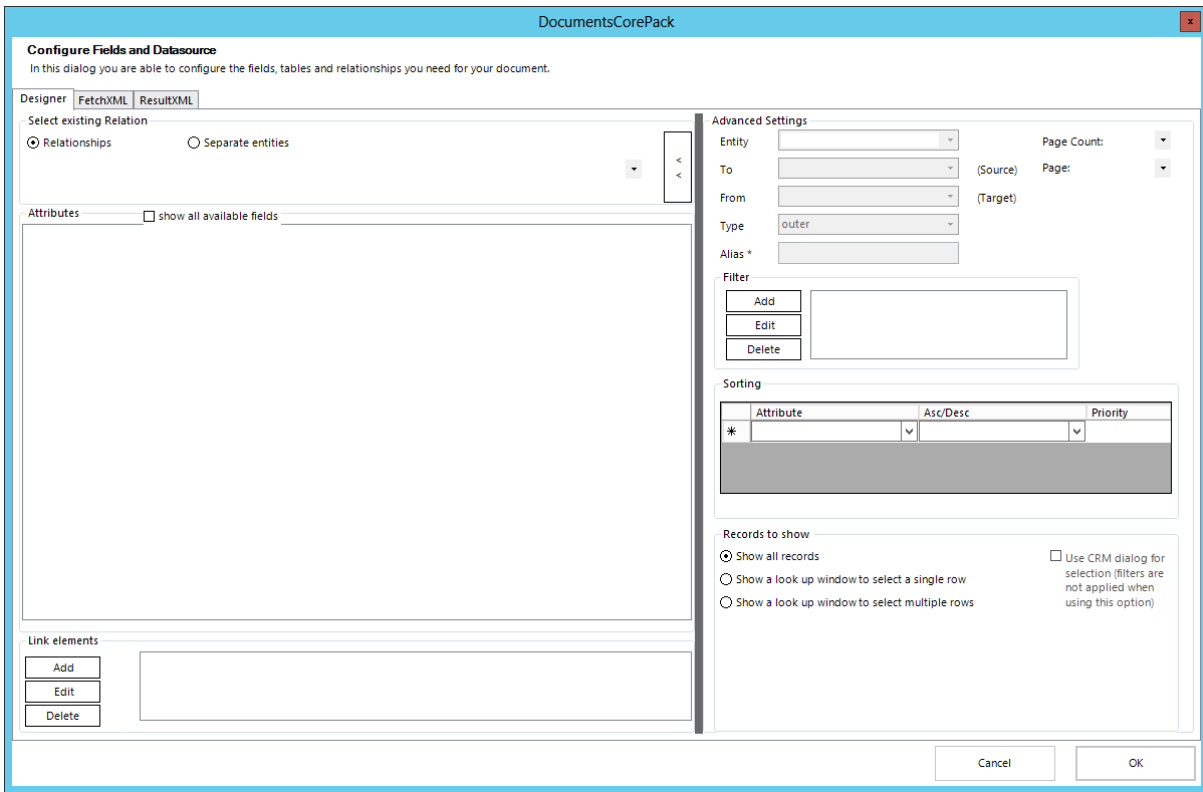 DocumentsCorePack
x
Configure Fields and Datasource
In this dialog you are able to configure the fields, tables and relationships you need for your document.
Designer FetchXML ResultXML
Select existing Relation
Relationships Separate entities
<
<
Attributes show all available fields
Link elements
Add
Edit
Delete
Advanced Settings
Entity Page Count:
To (Source) Page:
From (Target)
Type outer
Alias *
Filter
Add
Edit
Delete
Sorting
Attribute Asc/Desc Priority
*
Records to show
Show all records
Show a look up window to select a single row
Show a look up window to select multiple rows
Use CRM dialog for
selection (filters are
not applied when
using this option)
Cancel OK